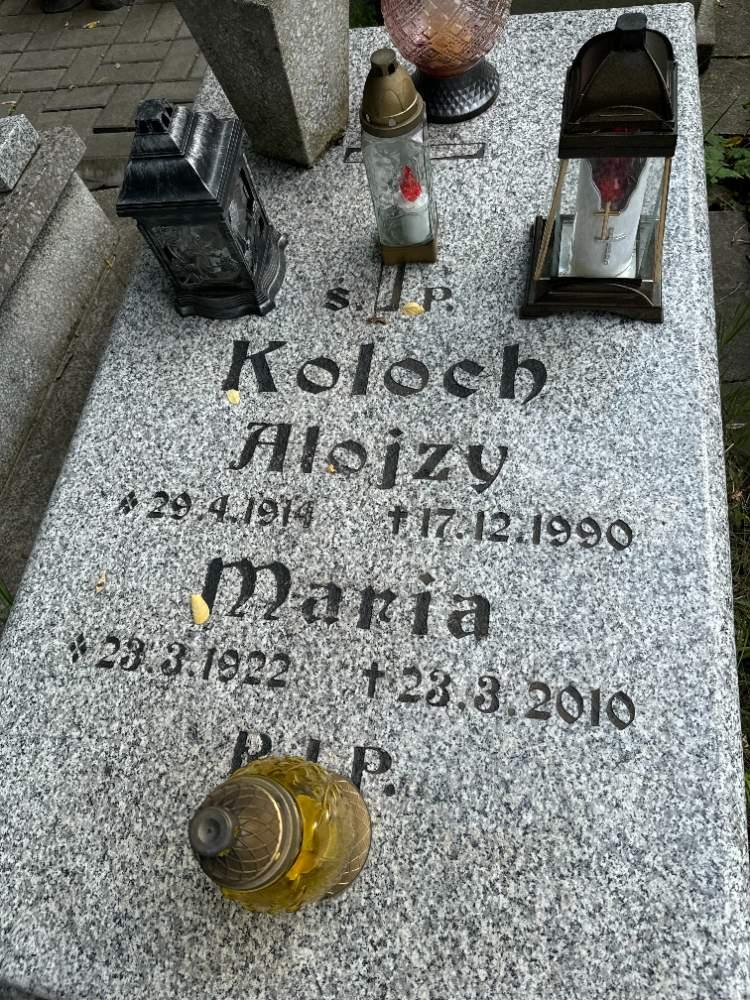 Ś. P.
Koloch
Alojzy
29.4.1914 †17.12.1990
Maria
23.3.1922 †23.3.2010
R.I.P.